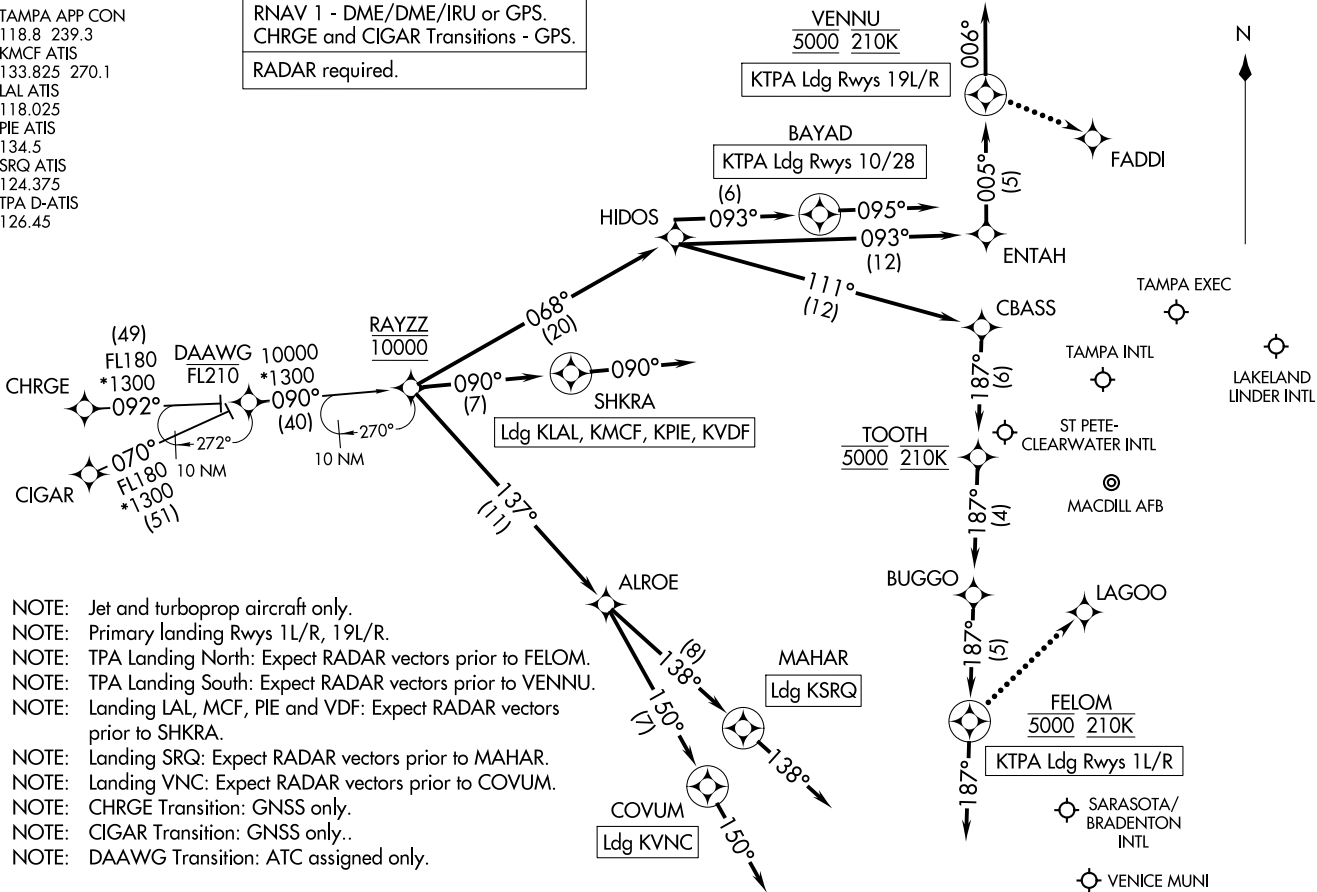 TAMPA APP CON
118.8 239.3
KMCF ATIS
133.825 270.1
LAL ATIS
118.025
PIE ATIS
134.5
SRQ ATIS
124.375
TPA D-ATIS
126.45
RNAV 1 - DME/DME/IRU or GPS.
CHRGE and CIGAR Transitions - GPS.
RADAR required.
VENNU
5000 210K
KTPA Ldg Rwys 19L/R
006°
N
FADDI
BAYAD
KTPA Ldg Rwys 10/28
005°
(5)
HIDOS
(6)
093°
095°
093°
(12)
ENTAH
111°
(12)
CBASS
TAMPA EXEC
TAMPA INTL
LAKELAND
LINDER INTL
068°
(20)
RAYZZ
10000
(49)
FL180
*1300
092°
CHRGE
DAAWG
FL210
10000
*1300
090°
(40)
090°
(7)
090°
SHKRA
Ldg KLAL, KMCF, KPIE, KVDF
187°
(6)
ST PETE-
CLEARWATER INTL
TOOTH
5000 210K
272°
10 NM
270°
10 NM
CIGAR
070°
FL180
*1300
(51)
MACDILL AFB
137°
(11)
187°
(4)
BUGGO
LAGOO
ALROE
187°
(5)
(8)
138°
MAHAR
Ldg KSRQ
138°
150°
(7)
FELOM
5000 210K
KTPA Ldg Rwys 1L/R
187°
COVUM
Ldg KVNC
150°
SARASOTA/
BRADENTON
INTL
VENICE MUNI
NOTE: Jet and turboprop aircraft only.
NOTE: Primary landing Rwys 1L/R, 19L/R.
NOTE: TPA Landing North: Expect RADAR vectors prior to FELOM.
NOTE: TPA Landing South: Expect RADAR vectors prior to VENNU.
NOTE: Landing LAL, MCF, PIE and VDF: Expect RADAR vectors
prior to SHKRA.
NOTE: Landing SRQ: Expect RADAR vectors prior to MAHAR.
NOTE: Landing VNC: Expect RADAR vectors prior to COVUM.
NOTE: CHRGE Transition: GNSS only.
NOTE: CIGAR Transition: GNSS only..
NOTE: DAAWG Transition: ATC assigned only.